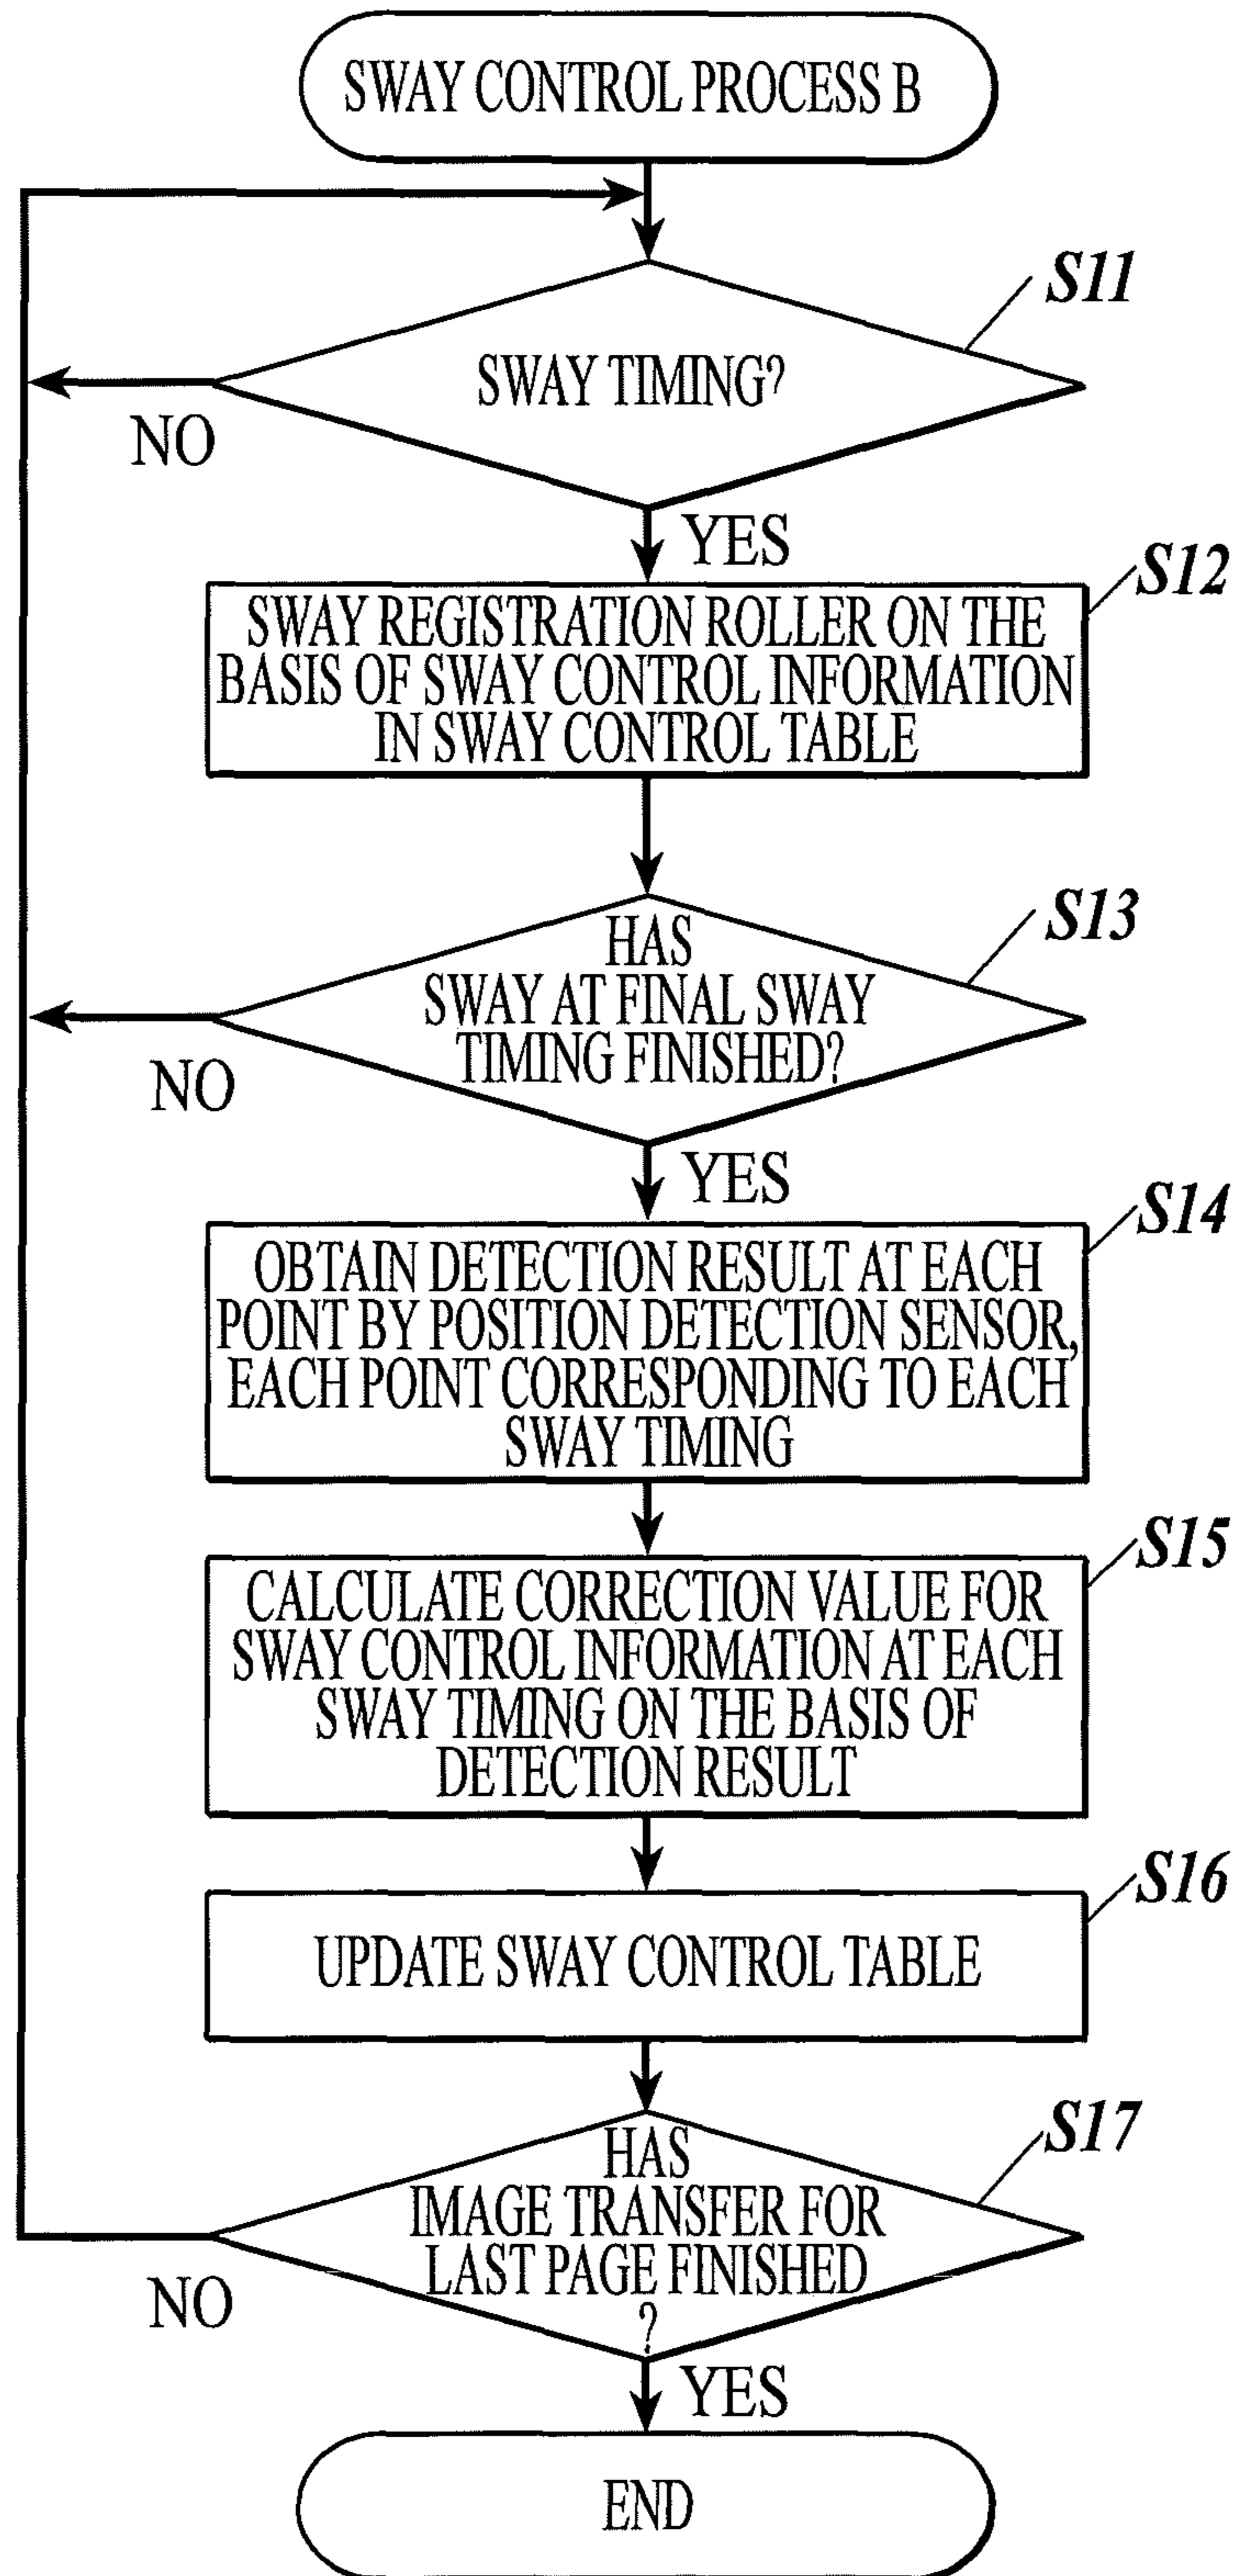 SWAY CONTROL PROCESS B
S11
SWAY TIMING?
NO
YES
S12
SWAY REGISTRATION ROLLER ON THE
BASIS OF SWAY CONTROL INFORMATION
IN SWAY CONTROL TABLE
S13
HAS
SWAY AT FINAL SWAY
TIMING FINISHED?
NO
YES
S14
OBTAIN DETECTION RESULT AT EACH
POINT BY POSITION DETECTION SENSOR,
EACH POINT CORRESPONDING TO EACH
SWAY TIMING
S15
CALCULATE CORRECTION VALUE FOR
SWAY CONTROL INFORMATION AT EACH
SWAY TIMING ON THE BASIS OF
DETECTION RESULT
S16
UPDATE SWAY CONTROL TABLE
S17
HAS
IMAGE TRANSFER FOR
LAST PAGE FINISHED
?
NO
YES
END